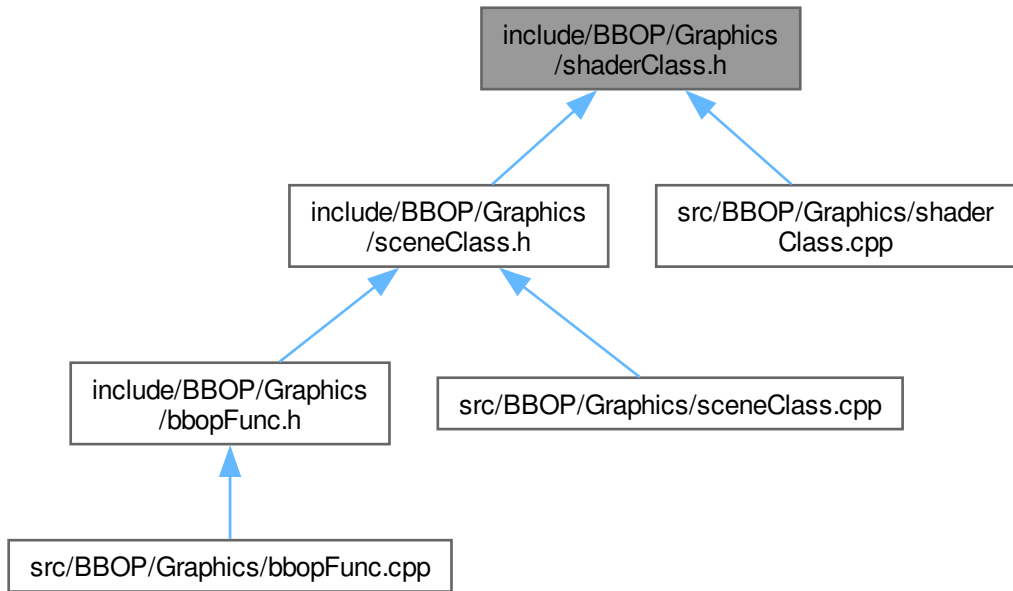 include/BBOP/Graphics
/shaderClass.h
include/BBOP/Graphics
/sceneClass.h
src/BBOP/Graphics/shader
Class.cpp
include/BBOP/Graphics
/bbopFunc.h
src/BBOP/Graphics/sceneClass.cpp
src/BBOP/Graphics/bbopFunc.cpp